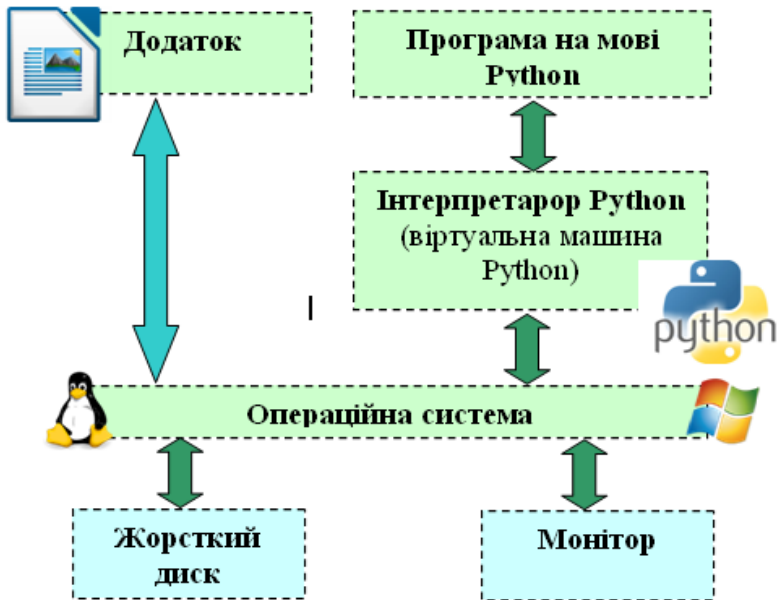 Додаток
Програма на мові
Python
Інтерпретарор Python
(віртуальна машина
Python)
python
Операційна система
Жорсткий
диск
Монітор